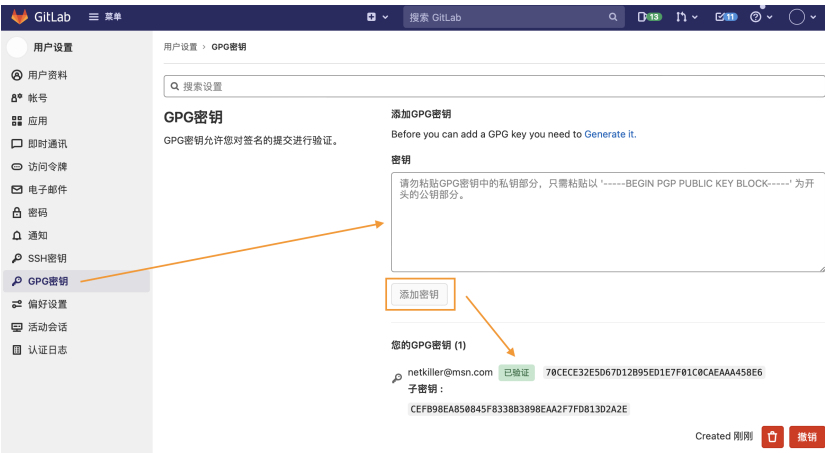 GitLab 菜单 搜索 GitLab 13 11
用户设置
用户资料
帐号
应用
即时通讯
访问令牌
电子邮件
密码
通知
SSH密钥
GPG密钥
偏好设置
活动会话
认证日志
用户设置 › GPG密钥
搜索设置
GPG密钥
GPG密钥允许您对签名的提交进行验证。
添加GPG密钥
Before you can add a GPG key you need to Generate it.
密钥
请勿粘贴GPG密钥中的私钥部分，只需粘贴以 '-----BEGIN PGP PUBLIC KEY BLOCK-----' 为开
头的公钥部分。
添加密钥
您的GPG密钥 (1)
netkiller@msn.com 已验证 70CECE32E5D67D12B95ED1E7F01C0CAEAAA458E6
子密钥：
CEFB98EA850845F8338B3898EAA2F7FD813D2A2E
Created 刚刚 撤销